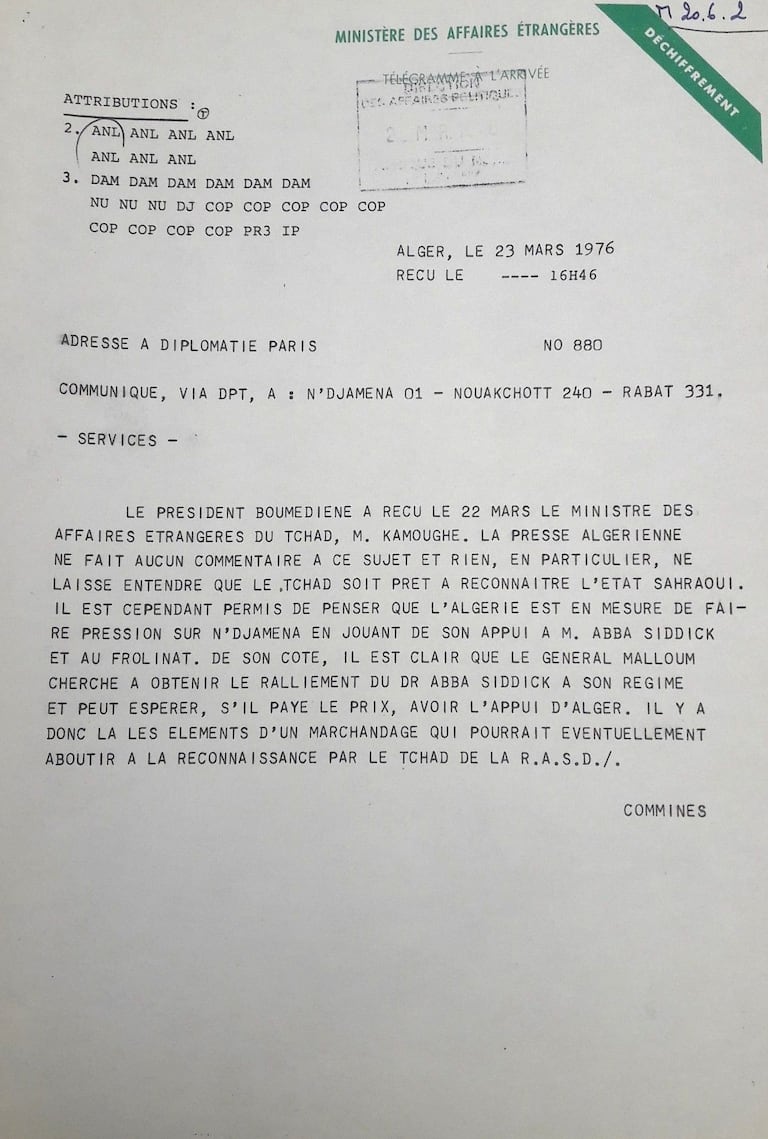 M 20.6.2
MINISTÈRE DES AFFAIRES ÉTRANGÈRES
DÉCHIFFREMENT
TÉLÉGRAMME À L'ARRIVÉE
DIRECTION
DES AFFAIRES POLITIQUE
ATTRIBUTIONS :
2. ANL ANL ANL ANL
ANL ANL ANL
3. DAM DAM DAM DAM DAM DAM
NU NU NU DJ COP COP COP COP COP
COP COP COP COP PR3 IP
ALGER, LE 23 MARS 1976
RECU LE ---- 16H46
ADRESSE A DIPLOMATIE PARIS NO 880
COMMUNIQUE, VIA DPT, A : N'DJAMENA 01 - NOUAKCHOTT 240 - RABAT 331.
- SERVICES -
LE PRESIDENT BOUMEDIENE A RECU LE 22 MARS LE MINISTRE DES
AFFAIRES ETRANGERES DU TCHAD, M. KAMOUGHE. LA PRESSE ALGERIENNE
NE FAIT AUCUN COMMENTAIRE A CE SUJET ET RIEN, EN PARTICULIER, NE
LAISSE ENTENDRE QUE LE TCHAD SOIT PRET A RECONNAITRE L'ETAT SAHRAOUI.
IL EST CEPENDANT PERMIS DE PENSER QUE L'ALGERIE EST EN MESURE DE FAI-
RE PRESSION SUR N'DJAMENA EN JOUANT DE SON APPUI A M. ABBA SIDDICK
ET AU FROLINAT. DE SON COTE, IL EST CLAIR QUE LE GENERAL MALLOUM
CHERCHE A OBTENIR LE RALLIEMENT DU DR ABBA SIDDICK A SON REGIME
ET PEUT ESPERER, S'IL PAYE LE PRIX, AVOIR L'APPUI D'ALGER. IL Y A
DONC LA LES ELEMENTS D'UN MARCHANDAGE QUI POURRAIT EVENTUELLEMENT
ABOUTIR A LA RECONNAISSANCE PAR LE TCHAD DE LA R.A.S.D./.
COMMINES